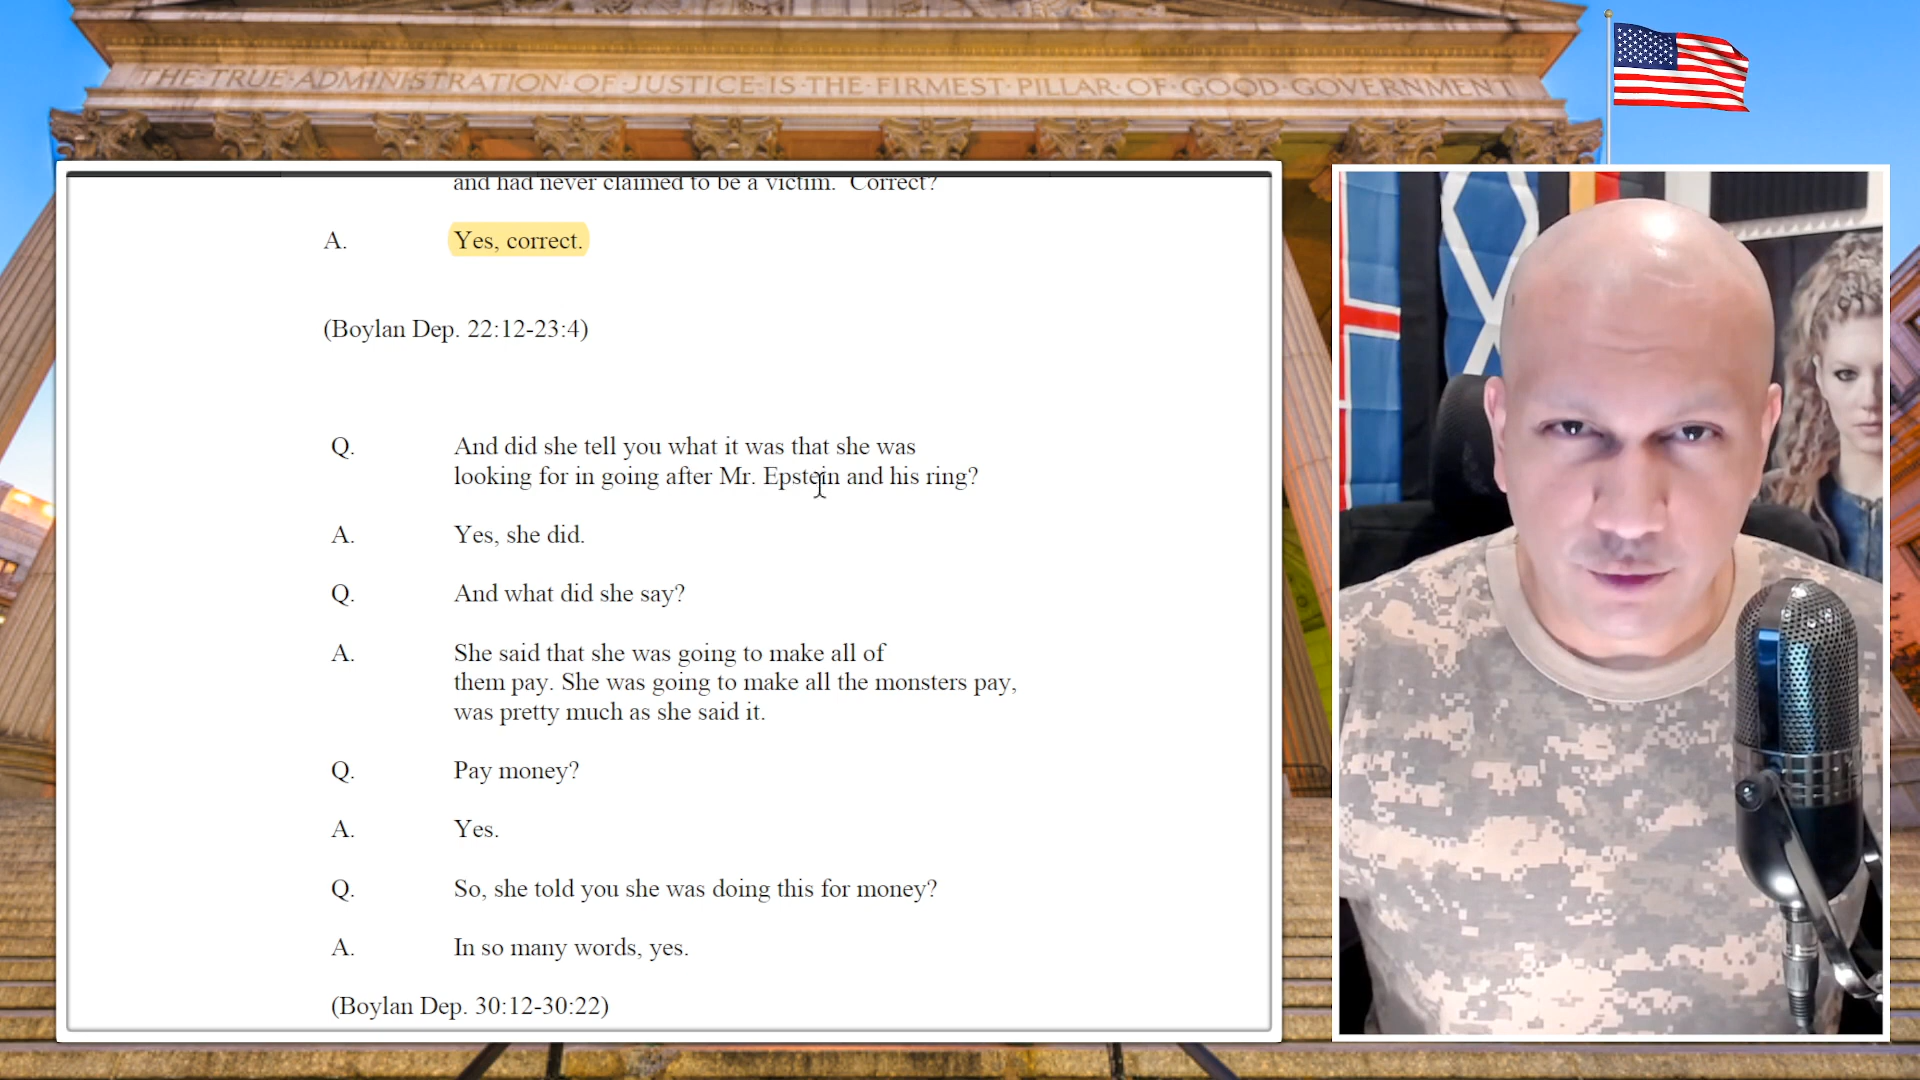 THE·TRUE·ADMINISTRATION·OF·JUSTICE·IS·THE·FIRMEST·PILLAR·OF·GOOD·GOVERNMENT
and had never claimed to be a victim.  Correct?
A. Yes, correct.
(Boylan Dep. 22:12-23:4)
Q. And did she tell you what it was that she was
looking for in going after Mr. Epstein and his ring?
A. Yes, she did.
Q. And what did she say?
A. She said that she was going to make all of
them pay. She was going to make all the monsters pay,
was pretty much as she said it.
Q. Pay money?
A. Yes.
Q. So, she told you she was doing this for money?
A. In so many words, yes.
(Boylan Dep. 30:12-30:22)